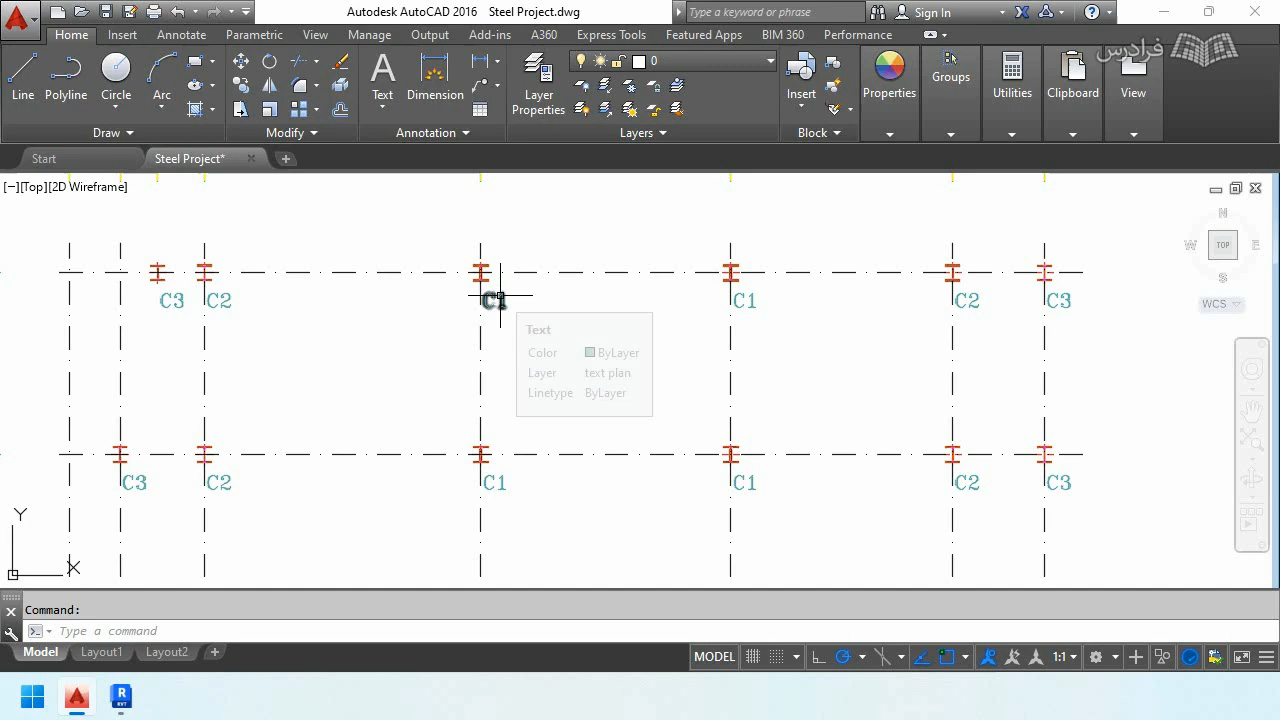 Autodesk AutoCAD 2016 Steel Project.dwg
Type a keyword or phrase
Sign In
Home Insert Annotate Parametric View Manage Output Add-ins A360 Express Tools Featured Apps BIM 360 Performance
فرادرس
Line Polyline Circle Arc
Text Dimension
Layer Properties
0
Insert
Properties Groups Utilities Clipboard View
Draw Modify Annotation Layers Block
Start Steel Project*
[−][Top][2D Wireframe]
N
W TOP E
S
WCS
C3 C2 C1 C1 C2 C3
Text
Color ByLayer
Layer text plan
Linetype ByLayer
C3 C2 C1 C1 C2 C3
Y
X
Command:
Type a command
Model Layout1 Layout2
MODEL 1:1
R
RVT